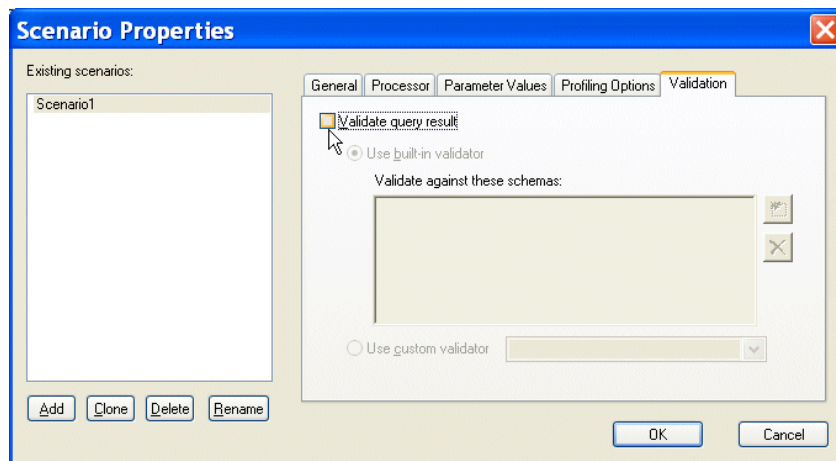 Scenario Properties
Existing scenarios:
Scenario1
General Processor Parameter Values Profiling Options Validation
Validate query result
Use built-in validator
Validate against these schemas:
Use custom validator
Add Clone Delete Rename
OK Cancel